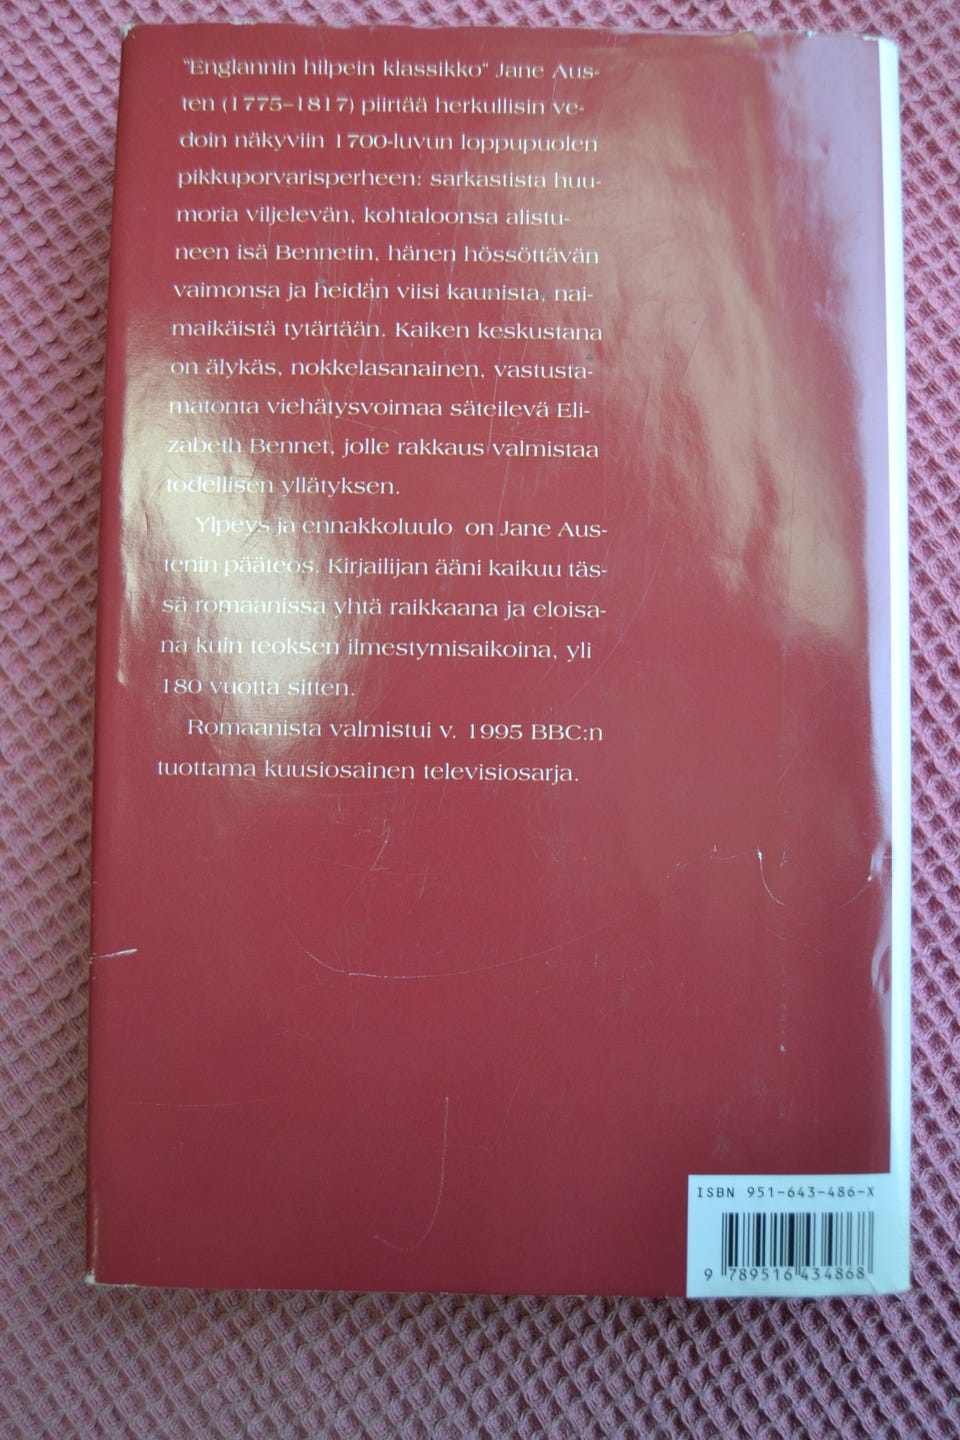 "Englannin hilpein klassikko" Jane Aus-
ten (1775–1817) piirtää herkullisin ve-
doin näkyviin 1700-luvun loppupuolen
pikkuporvarisperheen: sarkastista huu-
moria viljelevän, kohtaloonsa alistu-
neen isä Bennetin, hänen hössöttävän
vaimonsa ja heidän viisi kaunista, nai-
maikäistä tytärtään. Kaiken keskustana
on älykäs, nokkelasanainen, vastusta-
matonta viehätysvoimaa säteilevä Eli-
zabeth Bennet, jolle rakkaus valmistaa
todellisen yllätyksen.
Ylpeys ja ennakkoluulo on Jane Aus-
tenin pääteos. Kirjailijan ääni kaikuu täs-
sä romaanissa yhtä raikkaana ja eloisa-
na kuin teoksen ilmestymisaikoina, yli
180 vuotta sitten.
Romaanista valmistui v. 1995 BBC:n
tuottama kuusiosainen televisiosarja.
ISBN 951-643-486-X
9 789516 434868